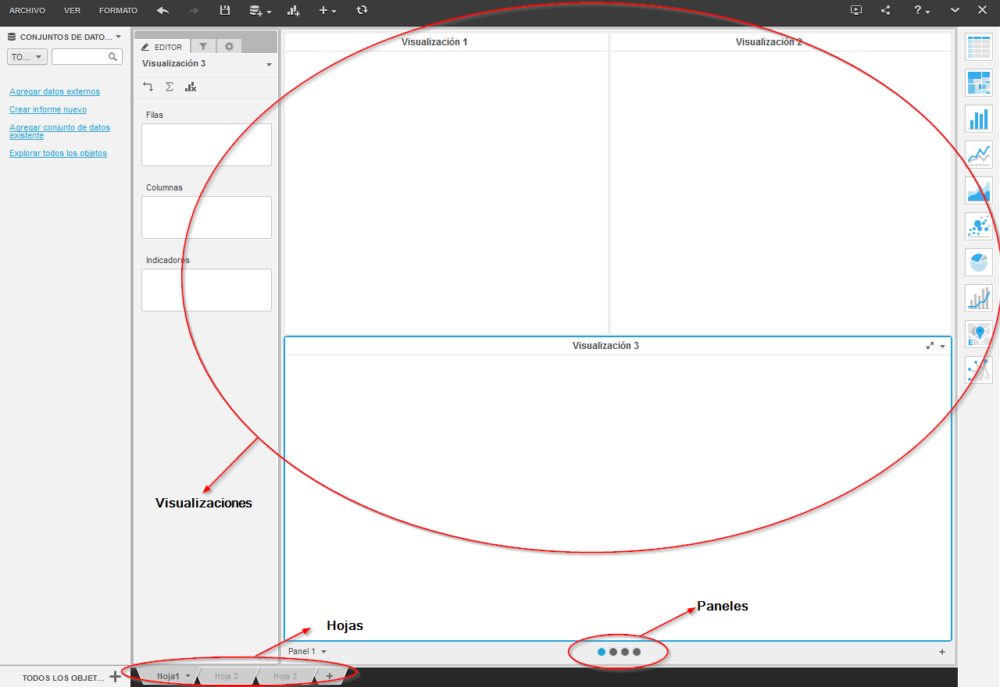 ARCHIVO VER FORMATO ?
CONJUNTOS DE DATO...
TO...
Agregar datos externos
Crear informe nuevo
Agregar conjunto de datos
existente
Explorar todos los objetos
EDITOR
Visualización 3
Filas
Columnas
Indicadores
Visualización 1
Visualización 2
Visualización 3
E
Visualizaciones
Paneles
Hojas
Panel 1
TODOS LOS OBJET...
Hoja1 Hoja 2 Hoja 3